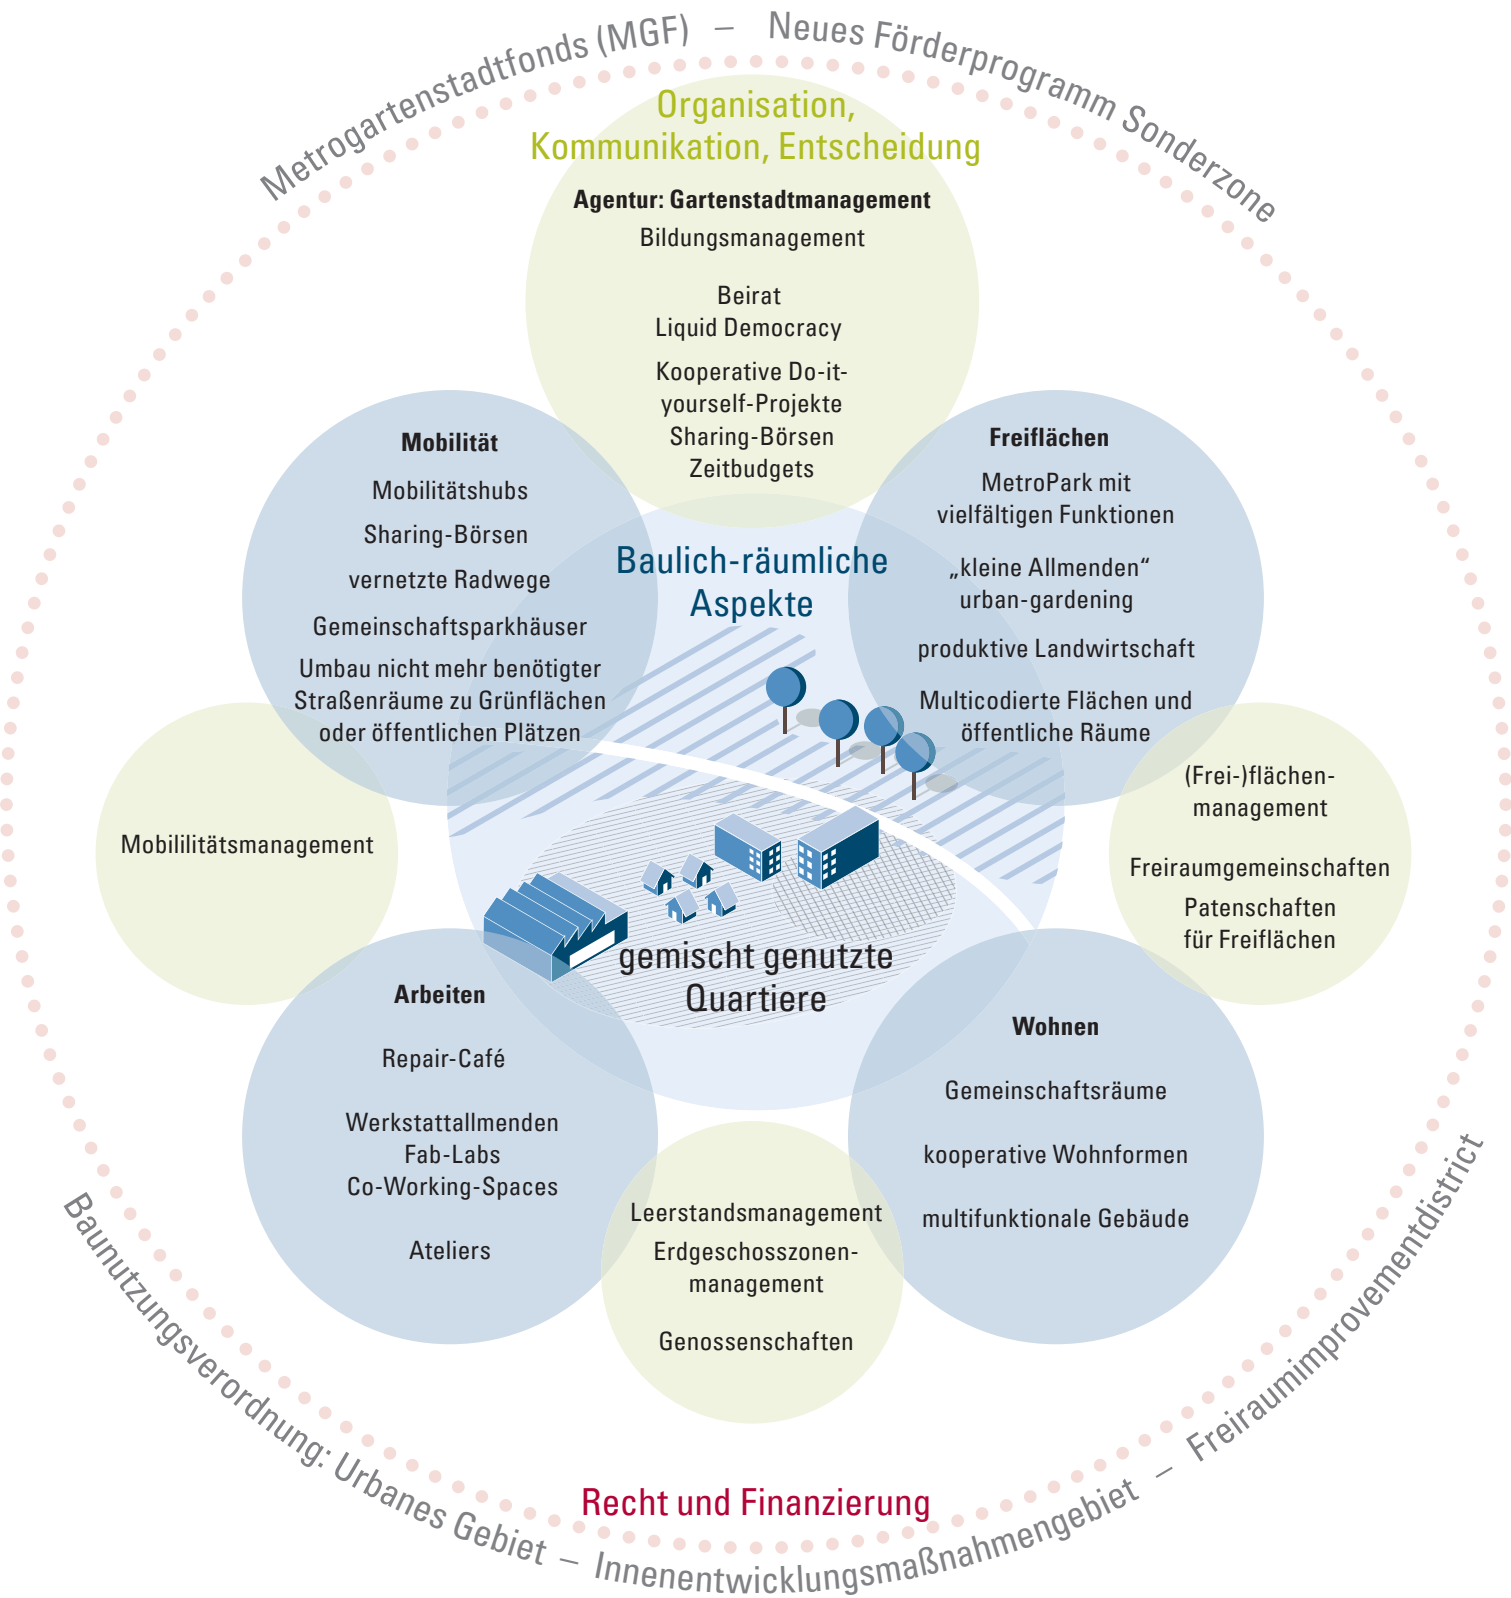 Metrogartenstadtfonds (MGF) – Neues Förderprogramm Sonderzone
Organisation,
Kommunikation, Entscheidung
Agentur: Gartenstadtmanagement
Bildungsmanagement
Beirat
Liquid Democracy
Kooperative Do-it-
yourself-Projekte
Sharing-Börsen
Zeitbudgets
Mobilität
Mobilitätshubs
Sharing-Börsen
vernetzte Radwege
Gemeinschaftsparkhäuser
Umbau nicht mehr benötigter
Straßenräume zu Grünflächen
oder öffentlichen Plätzen
Baulich-räumliche
Aspekte
Freiflächen
MetroPark mit
vielfältigen Funktionen
„kleine Allmenden“
urban-gardening
produktive Landwirtschaft
Multicodierte Flächen und
öffentliche Räume
Mobililitätsmanagement
(Frei-)flächen-
management
Freiraumgemeinschaften
Patenschaften
für Freiflächen
gemischt genutzte
Quartiere
Arbeiten
Repair-Café
Werkstattallmenden
Fab-Labs
Co-Working-Spaces
Ateliers
Leerstandsmanagement
Erdgeschosszonen-
management
Genossenschaften
Wohnen
Gemeinschaftsräume
kooperative Wohnformen
multifunktionale Gebäude
Recht und Finanzierung
Baunutzungsverordnung: Urbanes Gebiet – Innenentwicklungsmaßnahmengebiet – Freiraumimprovementdistrict